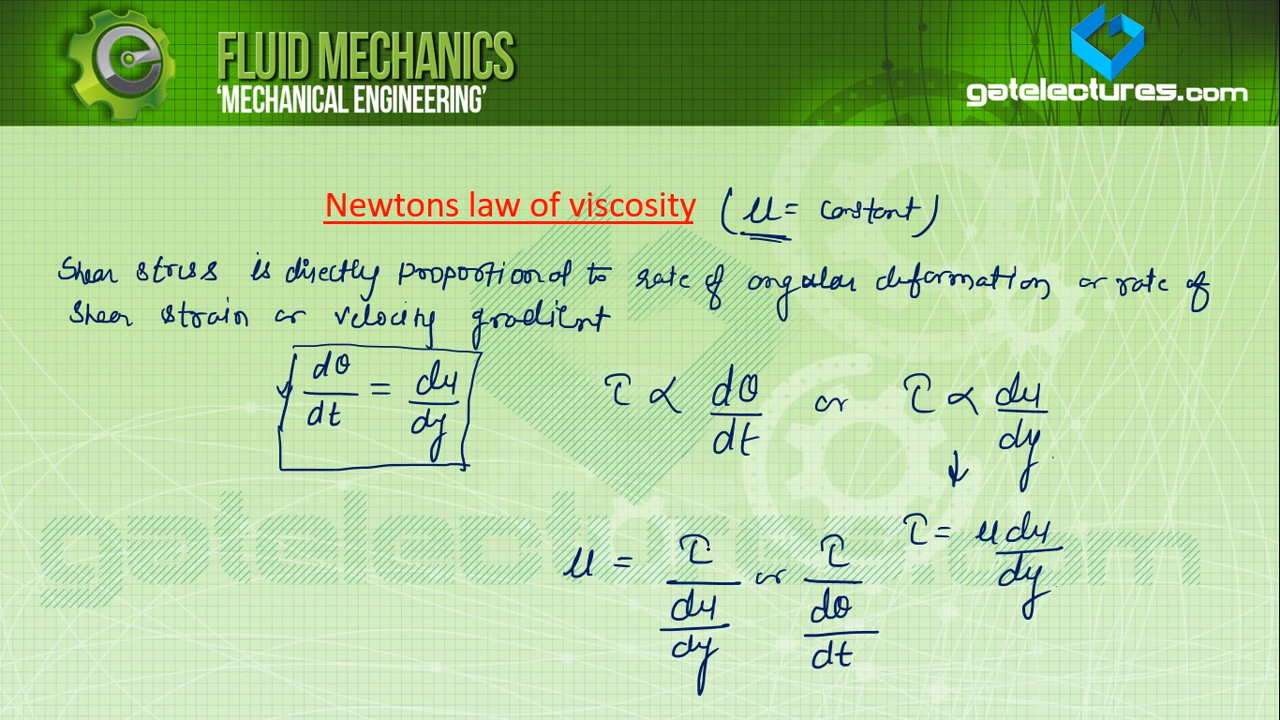 FLUID MECHANICS
'MECHANICAL ENGINEERING'
gatelectures.com
Newtons law of viscosity (μ = constant)
Shear stress is directly proportional to rate of angular deformation or rate of
shear strain or velocity gradient
dθ/dt = du/dy
τ ∝ dθ/dt or τ ∝ du/dy
↓
τ = μ du/dy
μ = τ/(du/dy) or τ/(dθ/dt)
gatelectures.com